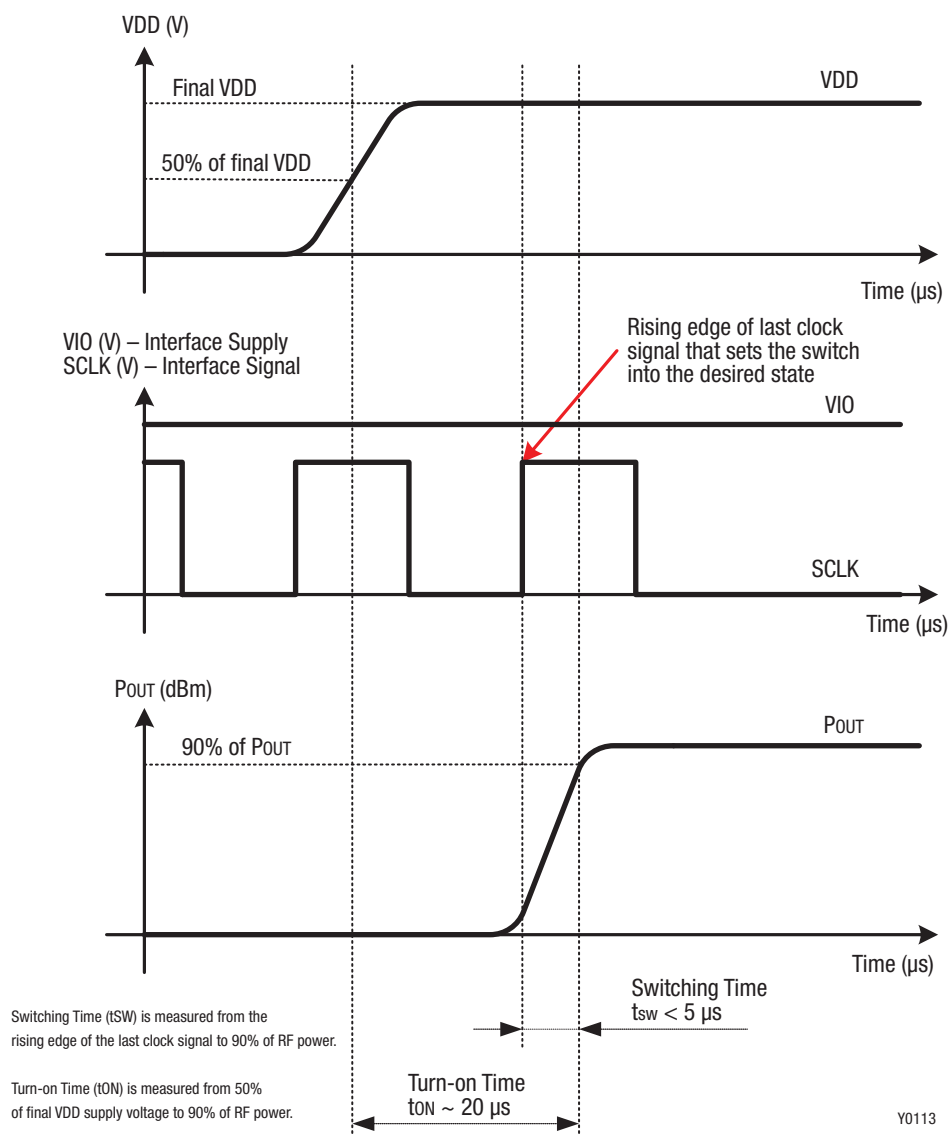 VDD (V)
Final VDD
VDD
50% of final VDD
Time (µs)
VIO (V) – Interface Supply
SCLK (V) – Interface Signal
Rising edge of last clock
signal that sets the switch
into the desired state
VIO
SCLK
Time (µs)
POUT (dBm)
POUT
90% of POUT
Time (µs)
Switching Time
tsw < 5 µs
Switching Time (tSW) is measured from the
rising edge of the last clock signal to 90% of RF power.
Turn-on Time (tON) is measured from 50%
of final VDD supply voltage to 90% of RF power.
Turn-on Time
tON ~ 20 µs
Y0113